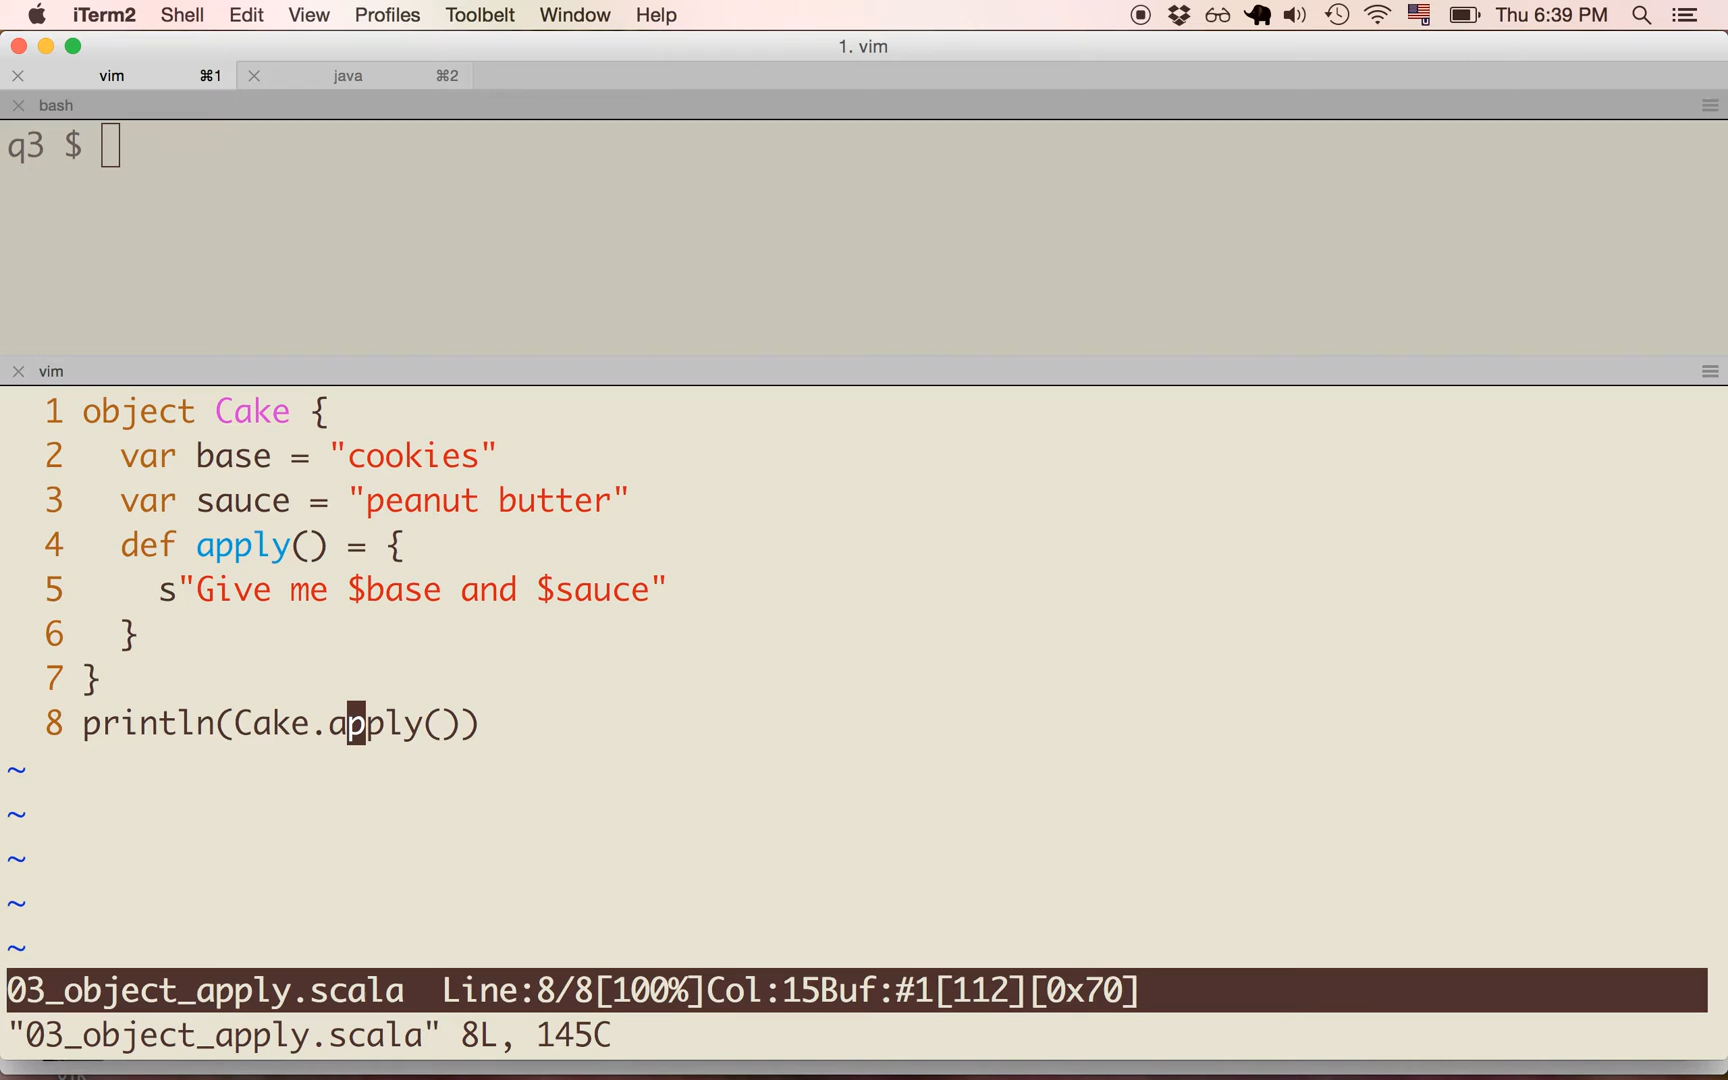 iTerm2 Shell Edit View Profiles Toolbelt Window Help Thu 6:39 PM
1. vim
vim ⌘1 java ⌘2
bash
q3 $
vim
1 object Cake {
2   var base = "cookies"
3   var sauce = "peanut butter"
4   def apply() = {
5     s"Give me $base and $sauce"
6   }
7 }
8 println(Cake.apply())
~
~
~
~
~
03_object_apply.scala  Line:8/8[100%]Col:15Buf:#1[112][0x70]
"03_object_apply.scala" 8L, 145C